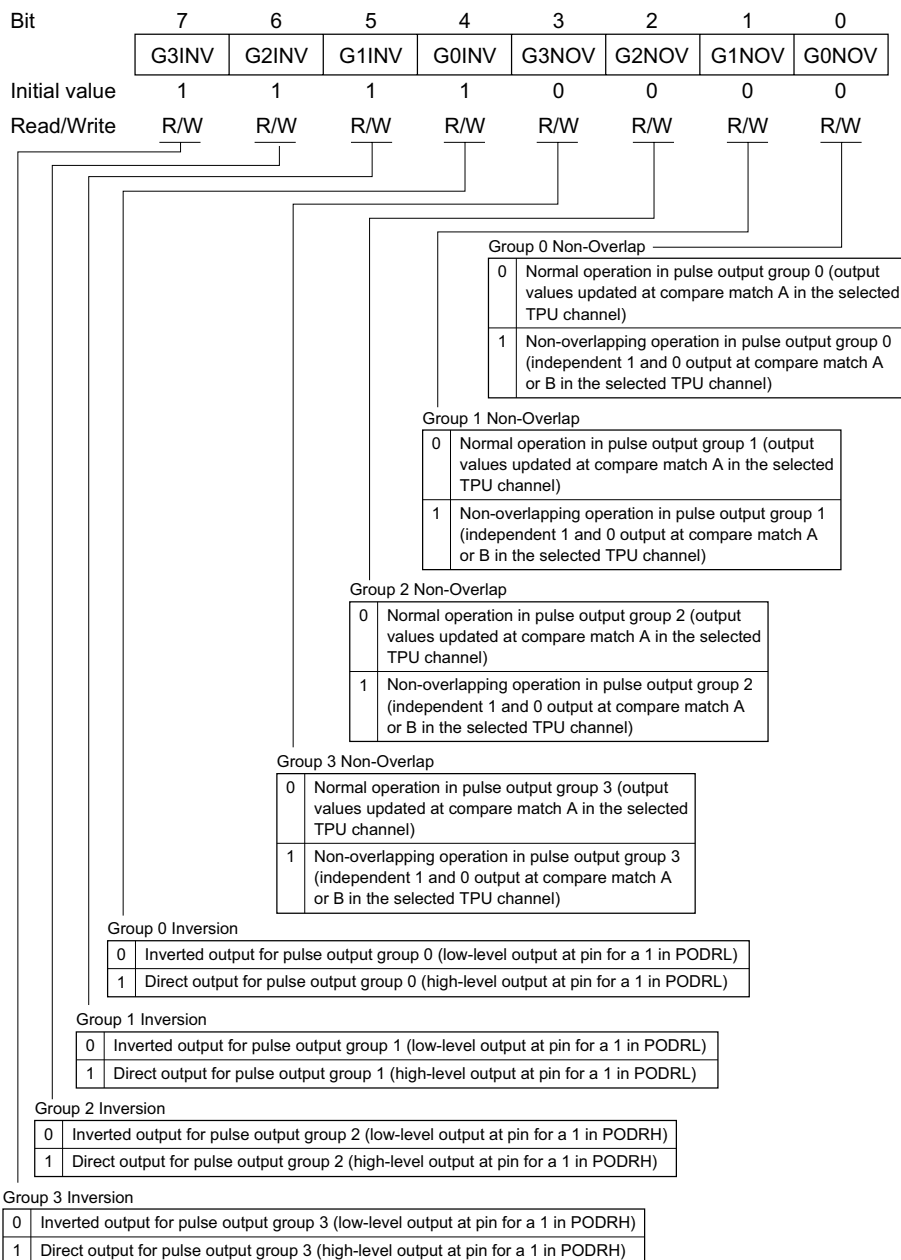 Bit 7 6 5 4 3 2 1 0
G3INV G2INV G1INV G0INV G3NOV G2NOV G1NOV G0NOV
Initial value 1 1 1 1 0 0 0 0
Read/Write R/W R/W R/W R/W R/W R/W R/W R/W
Group 0 Non-Overlap
0 Normal operation in pulse output group 0 (output
values updated at compare match A in the selected
TPU channel)
1 Non-overlapping operation in pulse output group 0
(independent 1 and 0 output at compare match A
or B in the selected TPU channel)
Group 1 Non-Overlap
0 Normal operation in pulse output group 1 (output
values updated at compare match A in the selected
TPU channel)
1 Non-overlapping operation in pulse output group 1
(independent 1 and 0 output at compare match A
or B in the selected TPU channel)
Group 2 Non-Overlap
0 Normal operation in pulse output group 2 (output
values updated at compare match A in the selected
TPU channel)
1 Non-overlapping operation in pulse output group 2
(independent 1 and 0 output at compare match A
or B in the selected TPU channel)
Group 3 Non-Overlap
0 Normal operation in pulse output group 3 (output
values updated at compare match A in the selected
TPU channel)
1 Non-overlapping operation in pulse output group 3
(independent 1 and 0 output at compare match A
or B in the selected TPU channel)
Group 0 Inversion
0 Inverted output for pulse output group 0 (low-level output at pin for a 1 in PODRL)
1 Direct output for pulse output group 0 (high-level output at pin for a 1 in PODRL)
Group 1 Inversion
0 Inverted output for pulse output group 1 (low-level output at pin for a 1 in PODRL)
1 Direct output for pulse output group 1 (high-level output at pin for a 1 in PODRL)
Group 2 Inversion
0 Inverted output for pulse output group 2 (low-level output at pin for a 1 in PODRH)
1 Direct output for pulse output group 2 (high-level output at pin for a 1 in PODRH)
Group 3 Inversion
0 Inverted output for pulse output group 3 (low-level output at pin for a 1 in PODRH)
1 Direct output for pulse output group 3 (high-level output at pin for a 1 in PODRH)